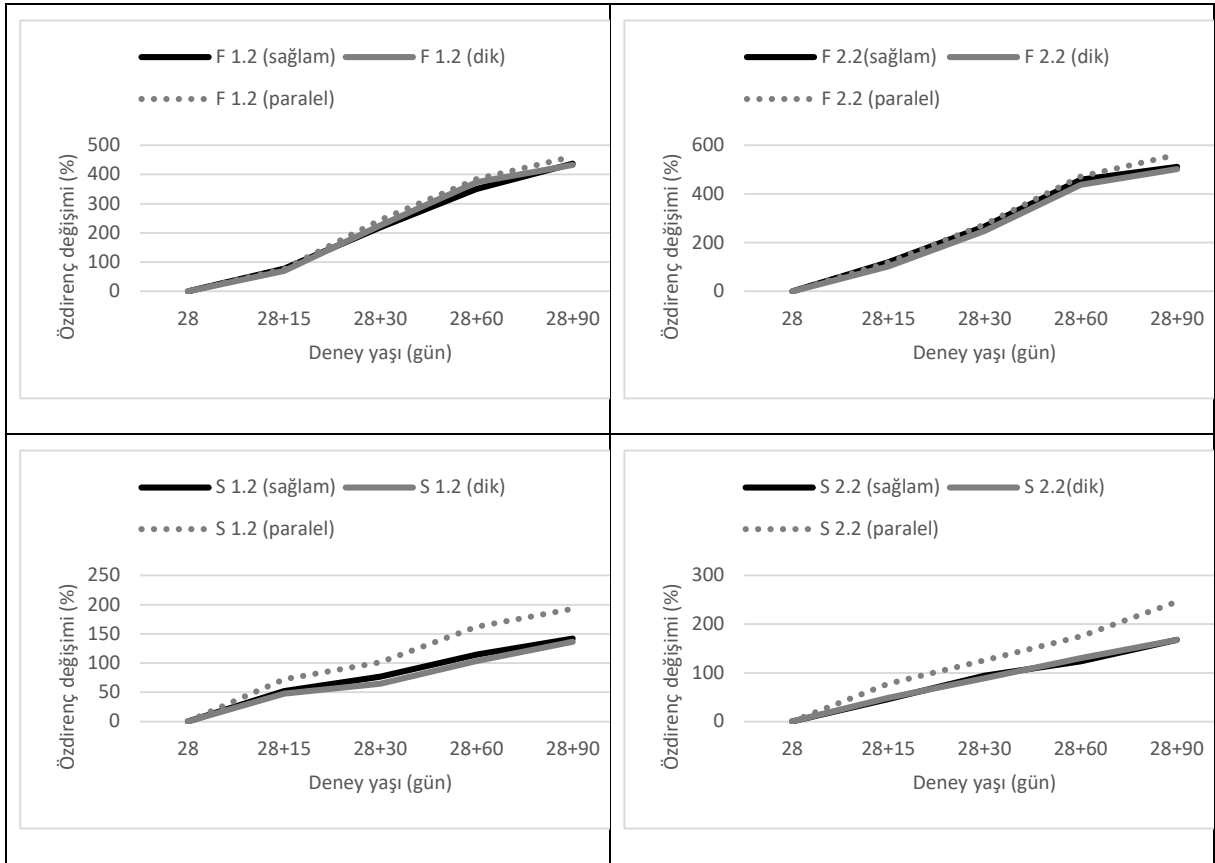 F 1.2 (sağlam) F 1.2 (dik)
F 1.2 (paralel)
Özdirenç değişimi (%)
500
400
300
200
100
0
28 28+15 28+30 28+60 28+90
Deney yaşı (gün)
F 2.2(sağlam) F 2.2 (dik)
F 2.2 (paralel)
Özdirenç değişimi (%)
600
400
200
0
28 28+15 28+30 28+60 28+90
Deney yaşı (gün)
S 1.2 (sağlam) S 1.2 (dik)
S 1.2 (paralel)
Özdirenç değişimi (%)
250
200
150
100
50
0
28 28+15 28+30 28+60 28+90
Deney yaşı (gün)
S 2.2 (sağlam) S 2.2(dik)
S 2.2 (paralel)
Özdirenç değişimi (%)
300
200
100
0
28 28+15 28+30 28+60 28+90
Deney yaşı (gün)